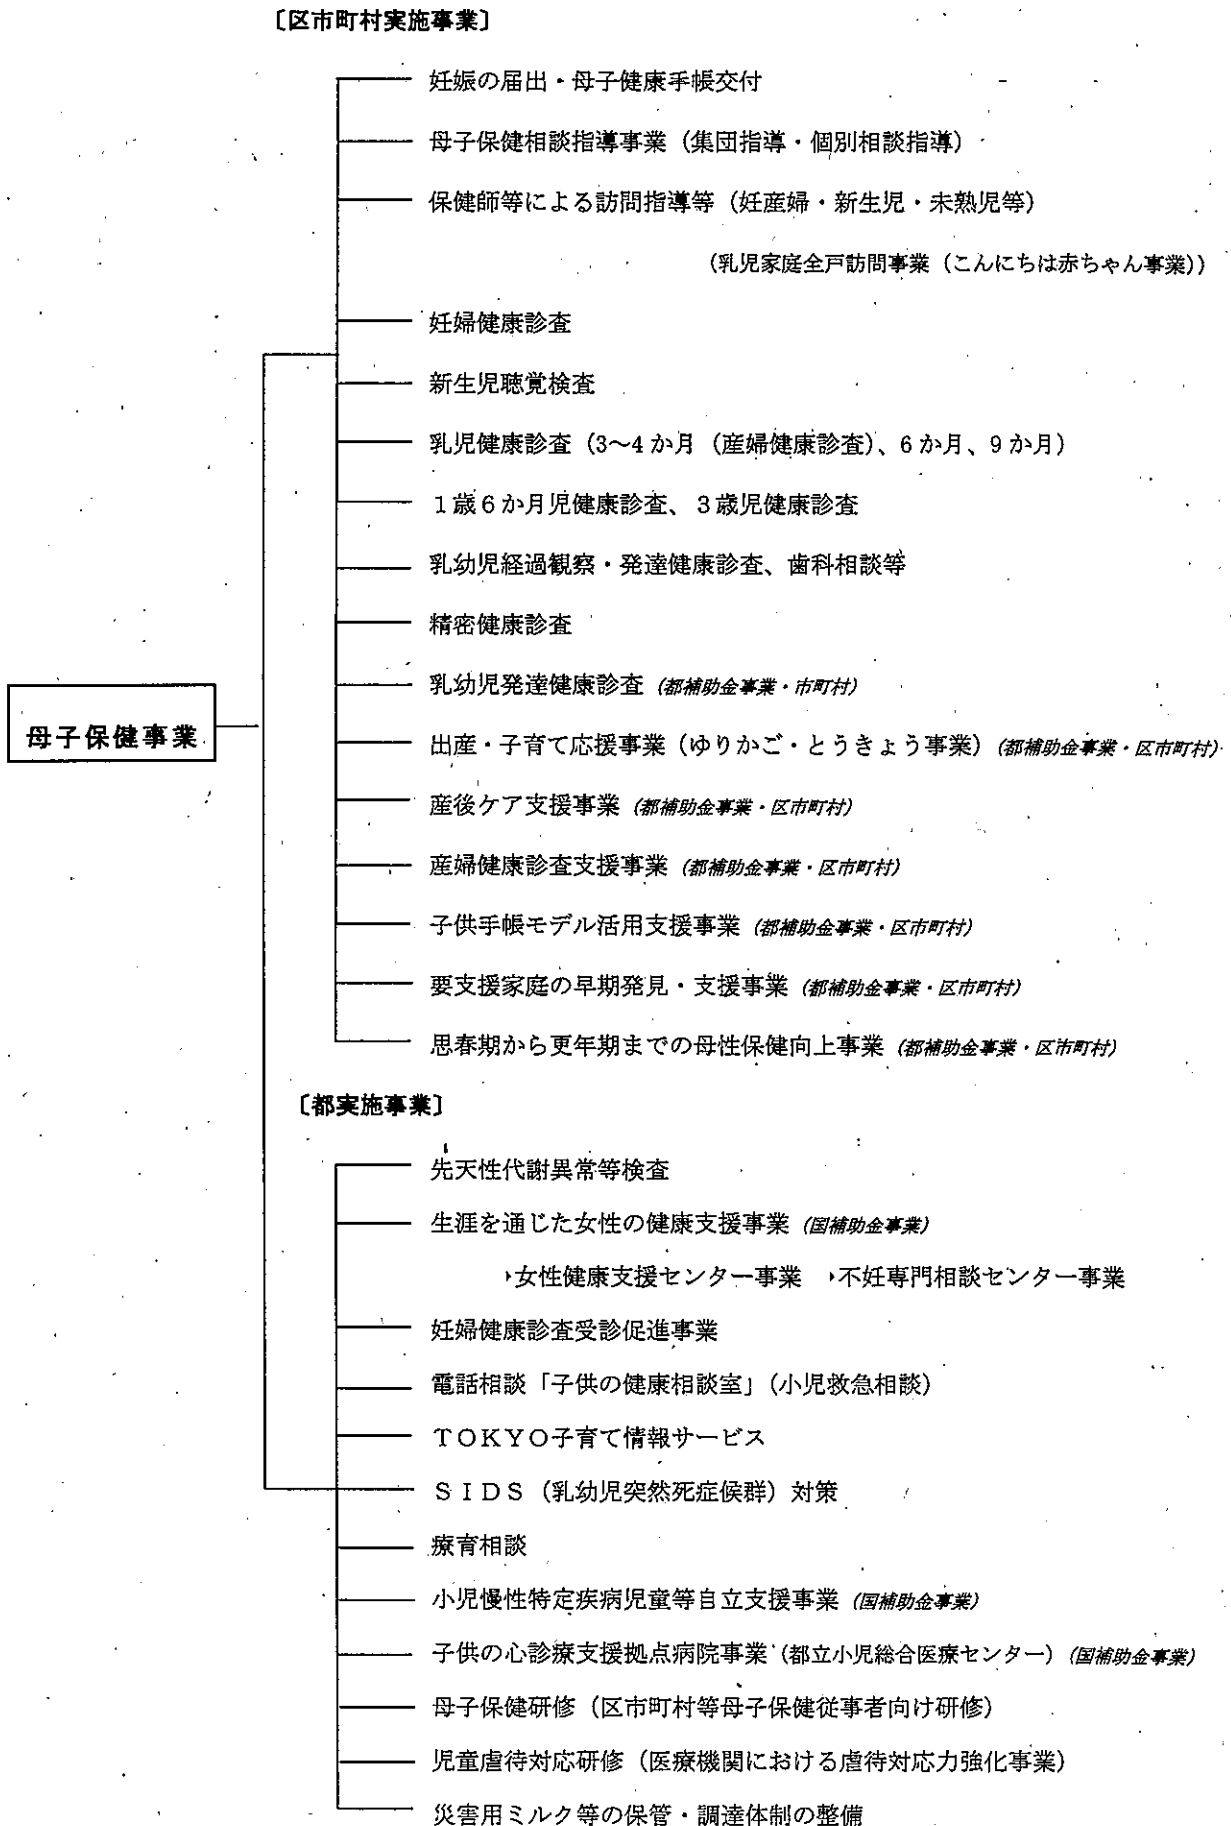 〔区市町村実施事業〕
妊娠の届出・母子健康手帳交付
母子保健相談指導事業（集団指導・個別相談指導）
保健師等による訪問指導等（妊産婦・新生児・未熟児等）
（乳児家庭全戸訪問事業（こんにちは赤ちゃん事業））
妊婦健康診査
新生児聴覚検査
乳児健康診査（3～4か月（産婦健康診査）、6か月、9か月）
１歳６か月児健康診査、３歳児健康診査
乳幼児経過観察・発達健康診査、歯科相談等
精密健康診査
乳幼児発達健康診査（都補助金事業・市町村）
母子保健事業
出産・子育て応援事業（ゆりかご・とうきょう事業）（都補助金事業・区市町村）
産後ケア支援事業（都補助金事業・区市町村）
産婦健康診査支援事業（都補助金事業・区市町村）
子供手帳モデル活用支援事業（都補助金事業・区市町村）
要支援家庭の早期発見・支援事業（都補助金事業・区市町村）
思春期から更年期までの母性保健向上事業（都補助金事業・区市町村）
〔都実施事業〕
先天性代謝異常等検査
生涯を通じた女性の健康支援事業（国補助金事業）
・女性健康支援センター事業　・不妊専門相談センター事業
妊婦健康診査受診促進事業
電話相談「子供の健康相談室」（小児救急相談）
ＴＯＫＹＯ子育て情報サービス
ＳＩＤＳ（乳幼児突然死症候群）対策
療育相談
小児慢性特定疾病児童等自立支援事業（国補助金事業）
子供の心診療支援拠点病院事業（都立小児総合医療センター）（国補助金事業）
母子保健研修（区市町村等母子保健従事者向け研修）
児童虐待対応研修（医療機関における虐待対応力強化事業）
災害用ミルク等の保管・調達体制の整備